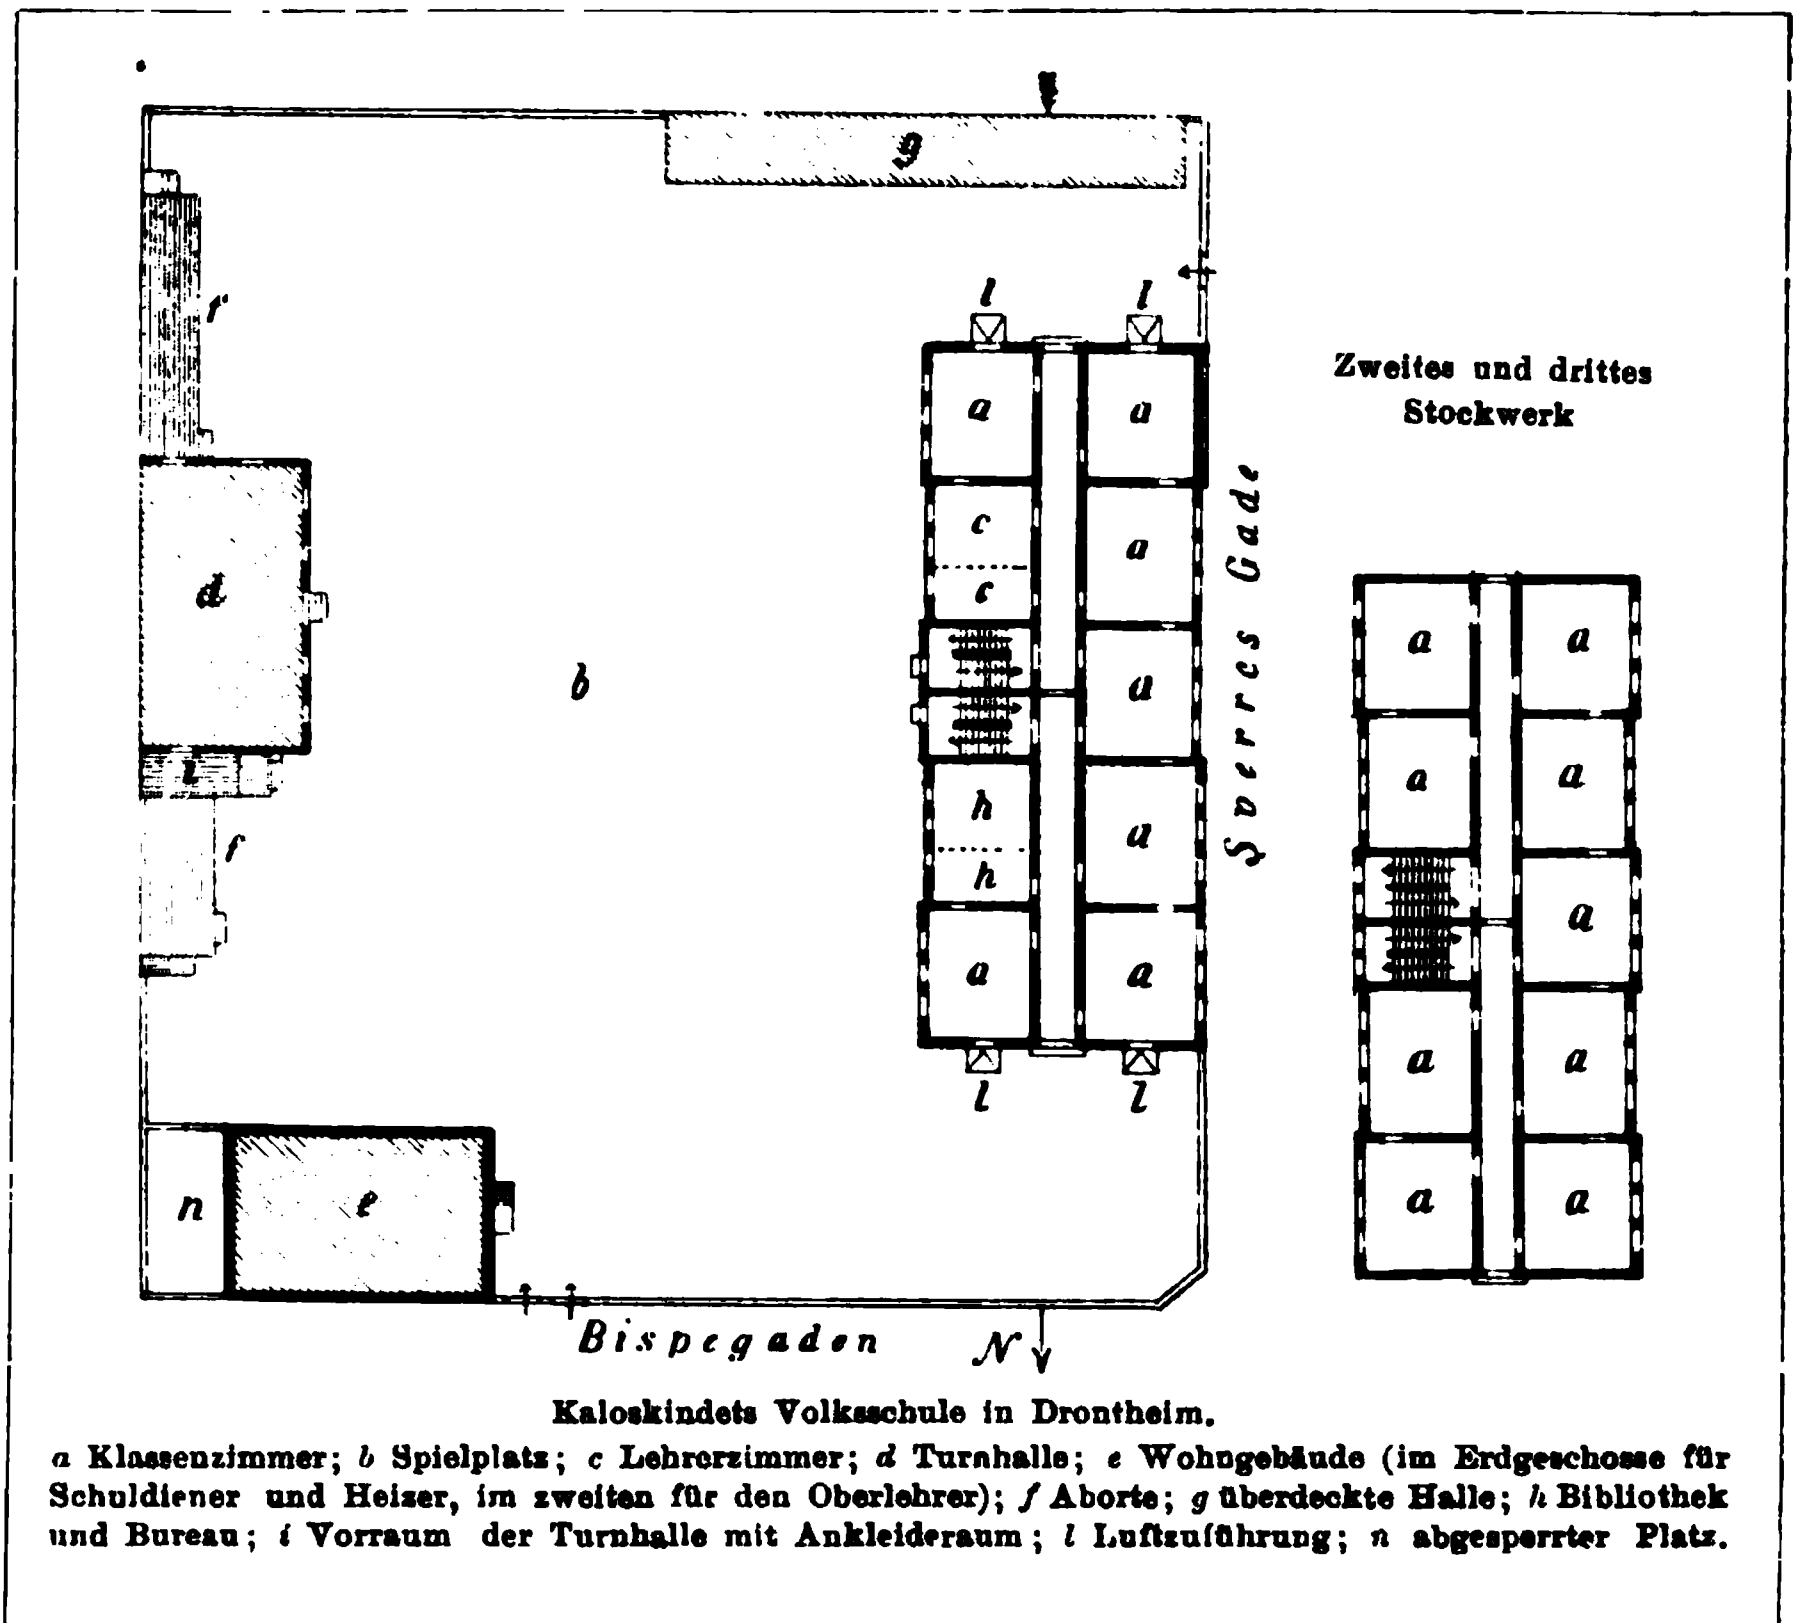 g
f
l
l
a
a
Zweites und drittes
Stockwerk
c
a
c
d
b
a
Sverres Gade
i
h
a
f
h
a
a
l
l
a
a
a
a
a
a
a
a
a
n
e
Bispegaden
N
Kaloskindets Volksschule in Drontheim.
a Klassenzimmer; b Spielplatz; c Lehrerzimmer; d Turnhalle; e Wohngebäude (im Erdgeschosse für
Schuldiener und Heizer, im zweiten für den Oberlehrer); f Aborte; g überdeckte Halle; h Bibliothek
und Bureau; i Vorraum der Turnhalle mit Ankleideraum; l Luftzuführung; n abgesperrter Platz.